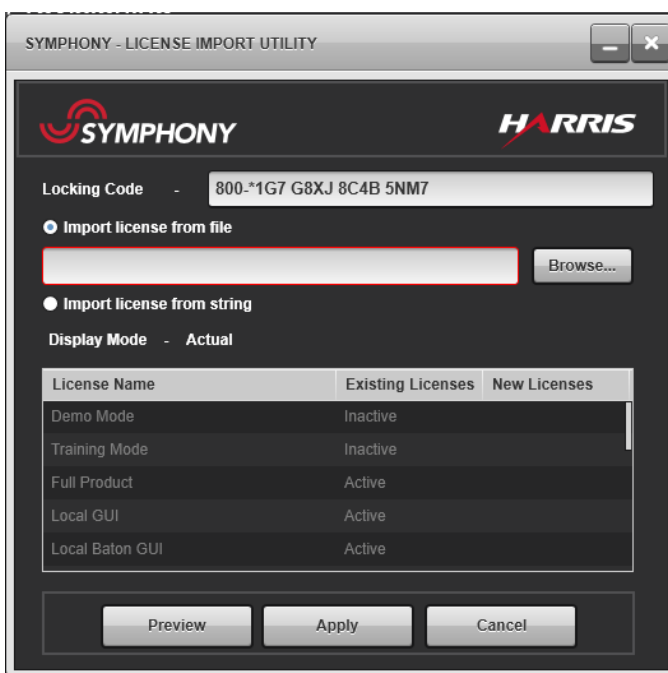 SYMPHONY - LICENSE IMPORT UTILITY
SYMPHONY HARRIS
Locking Code - 800-*1G7 G8XJ 8C4B 5NM7
Import license from file
Browse...
Import license from string
Display Mode - Actual
License Name Existing Licenses New Licenses
Demo Mode Inactive
Training Mode Inactive
Full Product Active
Local GUI Active
Local Baton GUI Active
Preview Apply Cancel